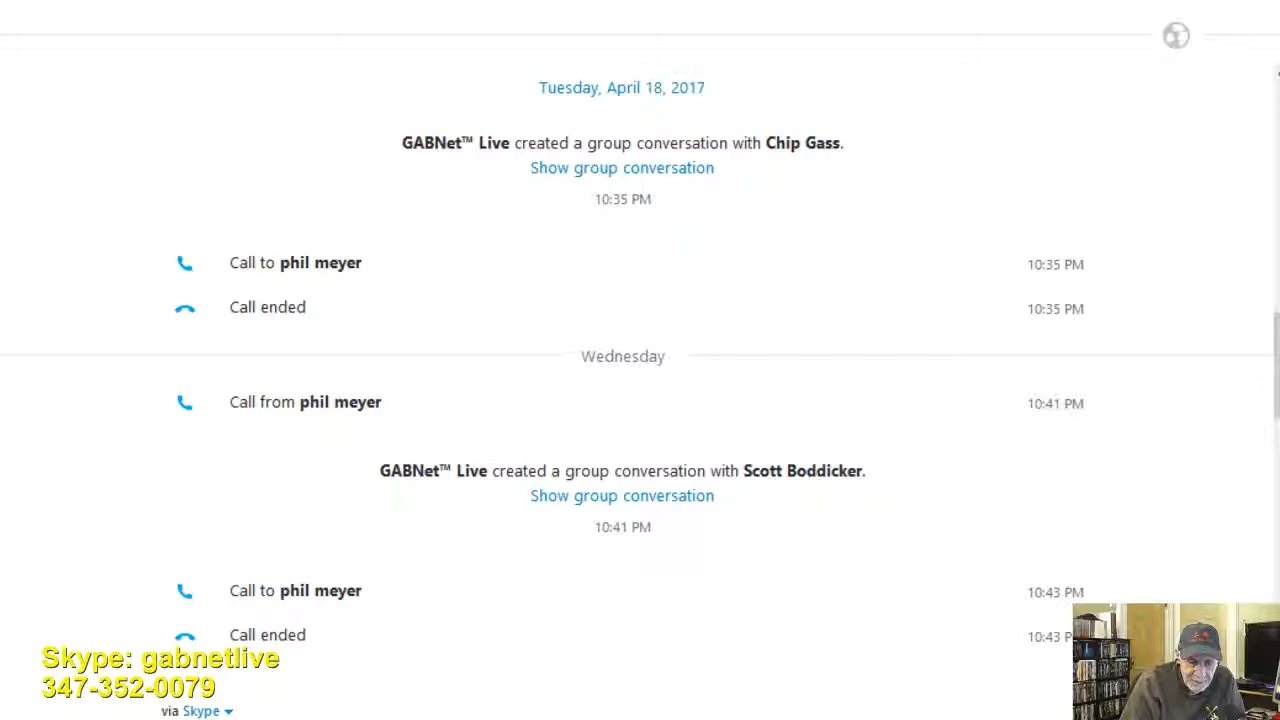 Tuesday, April 18, 2017
GABNet™ Live created a group conversation with Chip Gass.
Show group conversation
10:35 PM
Call to phil meyer 10:35 PM
Call ended 10:35 PM
Wednesday
Call from phil meyer 10:41 PM
GABNet™ Live created a group conversation with Scott Boddicker.
Show group conversation
10:41 PM
Call to phil meyer 10:43 PM
Call ended 10:43 P
Skype: gabnetlive
347-352-0079
via Skype